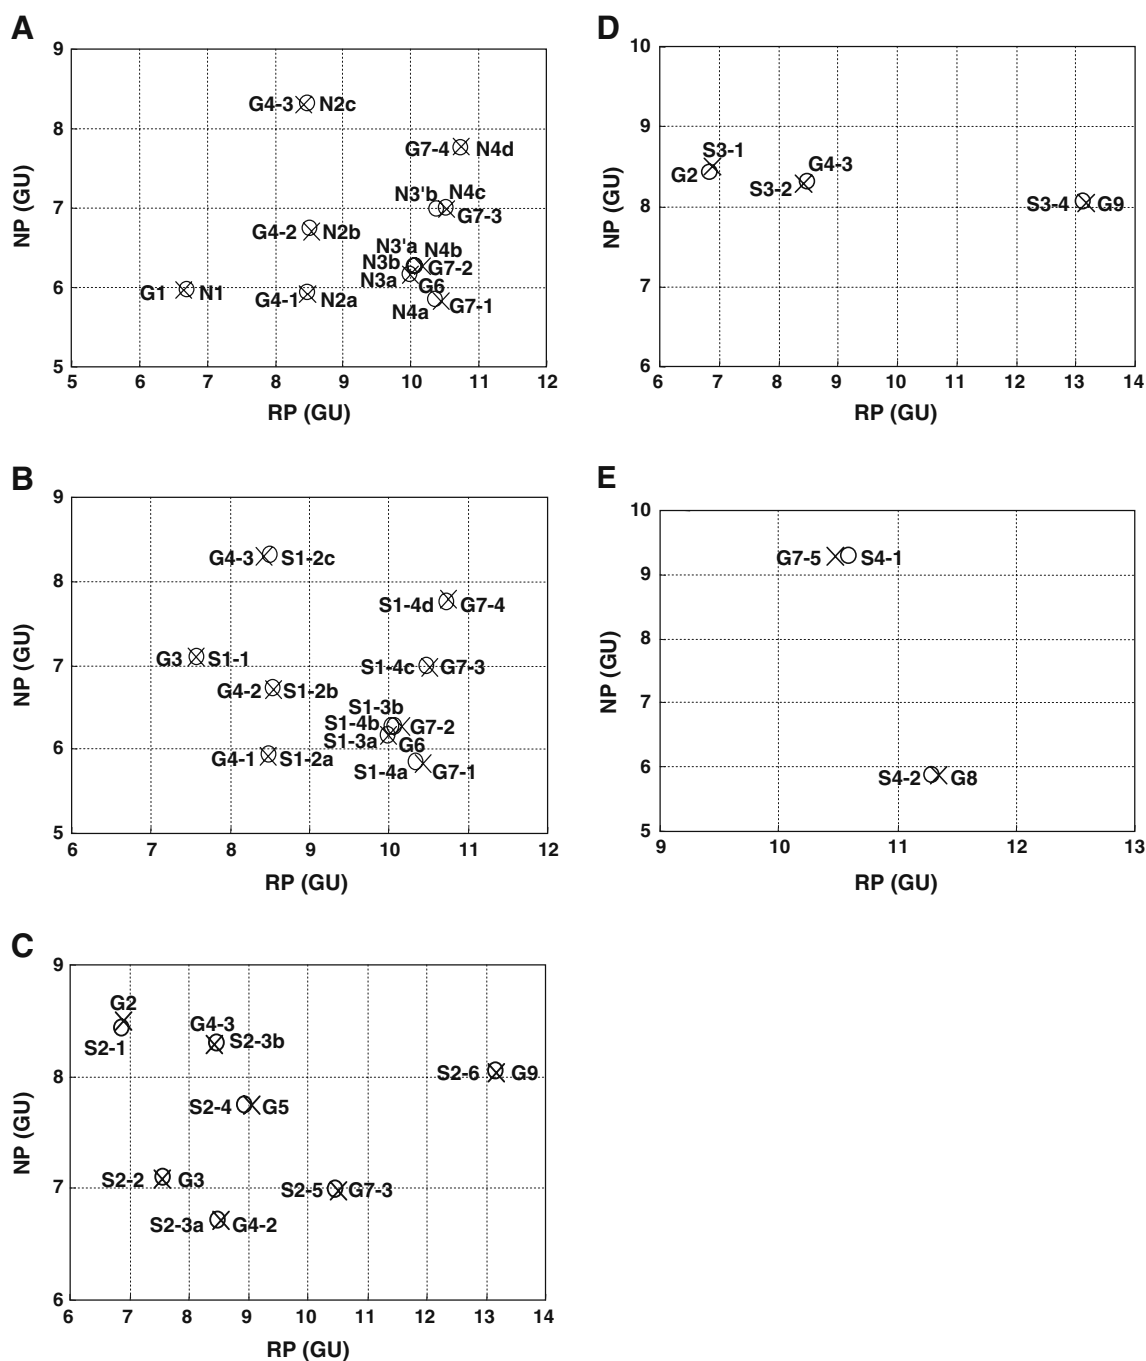 A
9
G4-3 N2c
8
G7-4 N4d
N3'b N4c
7
G7-3
G4-2 N2b
N3'a N4b
N3b G7-2
N3a G6
6
G1 N1
G4-1 N2a
N4a G7-1
5
5 6 7 8 9 10 11 12
NP (GU)
RP (GU)
B
9
G4-3 S1-2c
8
S1-4d G7-4
G3 S1-1
7
S1-4c G7-3
G4-2 S1-2b
S1-3b
S1-4b G7-2
S1-3a G6
6
G4-1 S1-2a
S1-4a G7-1
5
6 7 8 9 10 11 12
NP (GU)
RP (GU)
C
9
G2
G4-3
S2-3b
S2-1
8
S2-6 G9
S2-4 G5
S2-2 G3
7
S2-5 G7-3
S2-3a G4-2
6
6 7 8 9 10 11 12 13 14
NP (GU)
RP (GU)
D
10
9
S3-1
G2
G4-3
S3-2
8
S3-4 G9
7
6
6 7 8 9 10 11 12 13 14
NP (GU)
RP (GU)
E
10
G7-5 S4-1
9
8
7
6
S4-2 G8
5
9 10 11 12 13
NP (GU)
RP (GU)